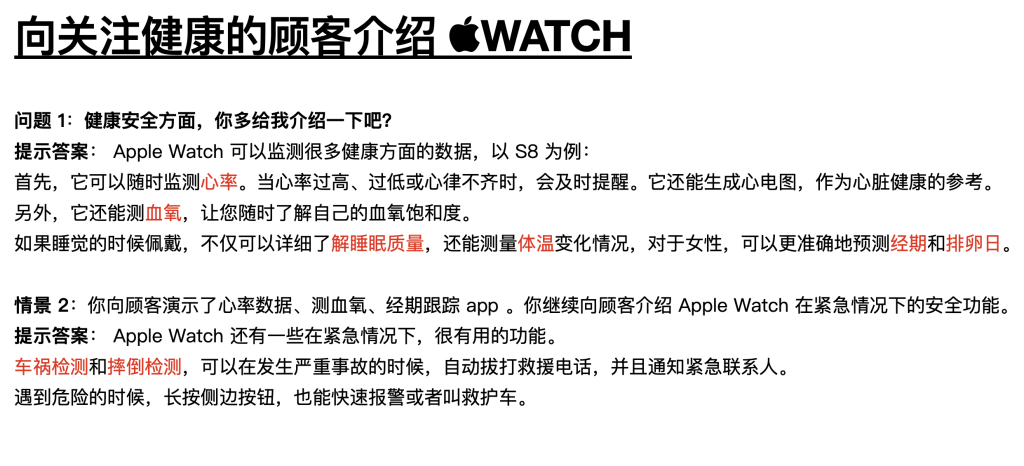 向关注健康的顾客介绍 WATCH
问题 1：健康安全方面，你多给我介绍一下吧？
提示答案： Apple Watch 可以监测很多健康方面的数据，以 S8 为例：
首先，它可以随时监测心率。当心率过高、过低或心律不齐时，会及时提醒。它还能生成心电图，作为心脏健康的参考。
另外，它还能测血氧，让您随时了解自己的血氧饱和度。
如果睡觉的时候佩戴，不仅可以详细了解睡眠质量，还能测量体温变化情况，对于女性，可以更准确地预测经期和排卵日。
情景 2：你向顾客演示了心率数据、测血氧、经期跟踪 app 。你继续向顾客介绍 Apple Watch 在紧急情况下的安全功能。
提示答案： Apple Watch 还有一些在紧急情况下，很有用的功能。
车祸检测和摔倒检测，可以在发生严重事故的时候，自动拔打救援电话，并且通知紧急联系人。
遇到危险的时候，长按侧边按钮，也能快速报警或者叫救护车。